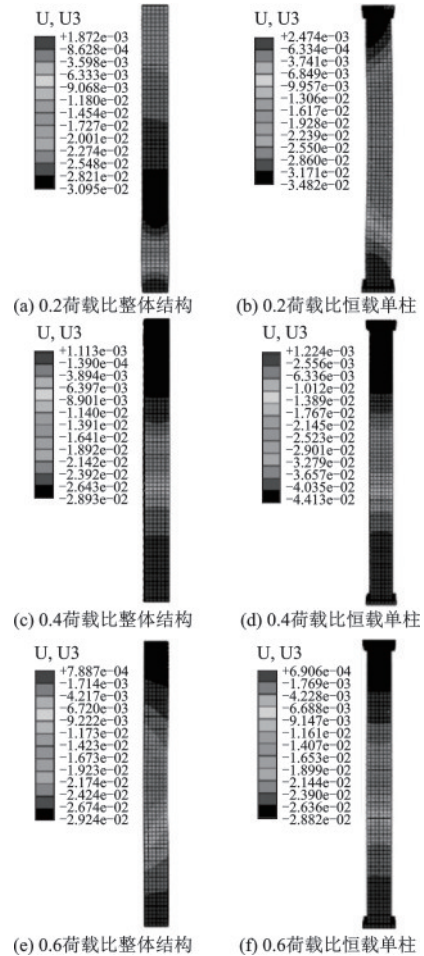 U, U3
+1.872e−03
−8.628e−04
−3.598e−03
−6.333e−03
−9.068e−03
−1.180e−02
−1.454e−02
−1.727e−02
−2.001e−02
−2.274e−02
−2.548e−02
−2.821e−02
−3.095e−02
(a) 0.2荷载比整体结构
U, U3
+2.474e−03
−6.334e−04
−3.741e−03
−6.849e−03
−9.957e−03
−1.306e−02
−1.617e−02
−1.928e−02
−2.239e−02
−2.550e−02
−2.860e−02
−3.171e−02
−3.482e−02
(b) 0.2荷载比恒载单柱
U, U3
+1.113e−03
−1.390e−04
−3.894e−03
−6.397e−03
−8.901e−03
−1.140e−02
−1.391e−02
−1.641e−02
−1.892e−02
−2.142e−02
−2.392e−02
−2.643e−02
−2.893e−02
(c) 0.4荷载比整体结构
U, U3
+1.224e−03
−2.556e−03
−6.336e−03
−1.012e−02
−1.389e−02
−1.767e−02
−2.145e−02
−2.523e−02
−2.901e−02
−3.279e−02
−3.657e−02
−4.035e−02
−4.413e−02
(d) 0.4荷载比恒载单柱
U, U3
+7.887e−04
−1.714e−03
−4.217e−03
−6.720e−03
−9.222e−03
−1.173e−02
−1.423e−02
−1.673e−02
−1.923e−02
−2.174e−02
−2.424e−02
−2.674e−02
−2.924e−02
(e) 0.6荷载比整体结构
U, U3
+6.906e−04
−1.769e−03
−4.228e−03
−6.688e−03
−9.147e−03
−1.161e−02
−1.407e−02
−1.653e−02
−1.899e−02
−2.144e−02
−2.390e−02
−2.636e−02
−2.882e−02
(f) 0.6荷载比恒载单柱